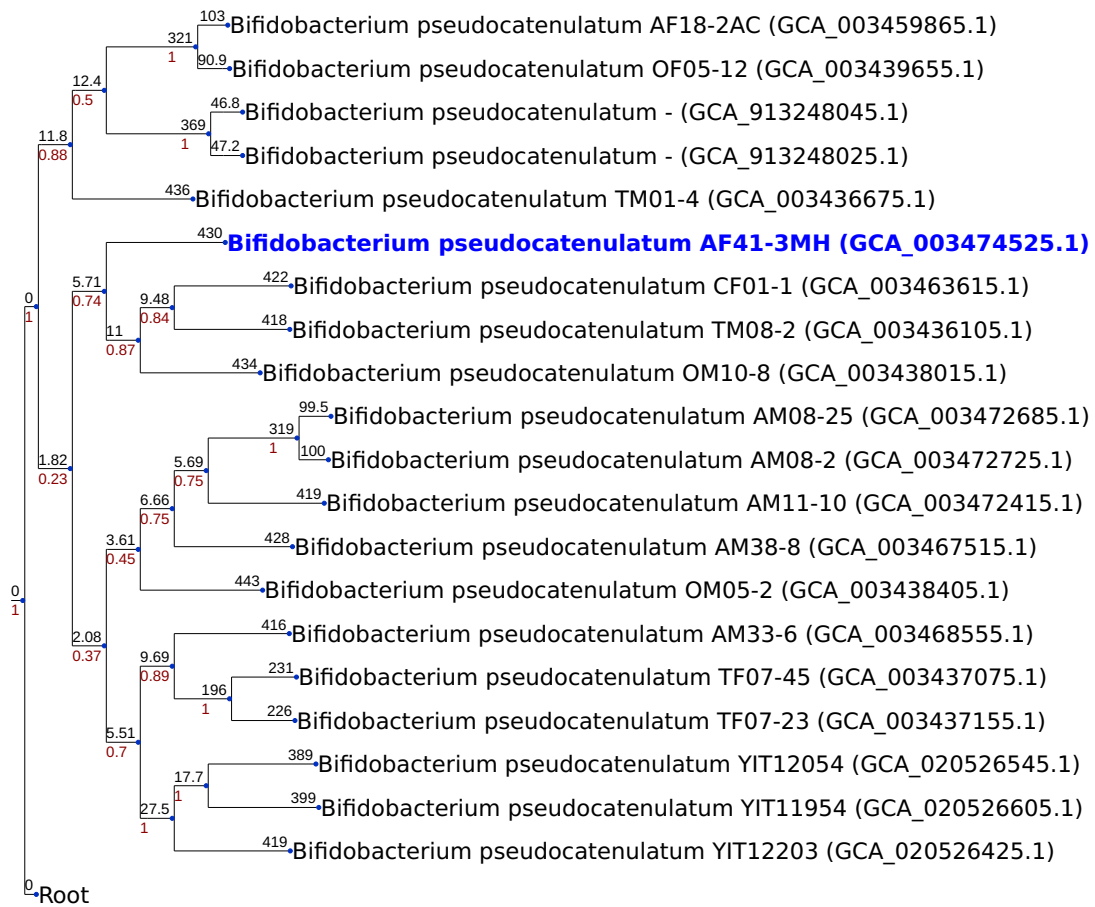 103
Bifidobacterium pseudocatenulatum AF18-2AC (GCA_003459865.1)
321
1
90.9
Bifidobacterium pseudocatenulatum OF05-12 (GCA_003439655.1)
12.4
0.5
46.8
Bifidobacterium pseudocatenulatum - (GCA_913248045.1)
369
1
47.2
Bifidobacterium pseudocatenulatum - (GCA_913248025.1)
11.8
0.88
436
Bifidobacterium pseudocatenulatum TM01-4 (GCA_003436675.1)
430
Bifidobacterium pseudocatenulatum AF41-3MH (GCA_003474525.1)
5.71
0.74
422
Bifidobacterium pseudocatenulatum CF01-1 (GCA_003463615.1)
0
1
9.48
0.84
418
Bifidobacterium pseudocatenulatum TM08-2 (GCA_003436105.1)
11
0.87
434
Bifidobacterium pseudocatenulatum OM10-8 (GCA_003438015.1)
99.5
Bifidobacterium pseudocatenulatum AM08-25 (GCA_003472685.1)
319
1
100
Bifidobacterium pseudocatenulatum AM08-2 (GCA_003472725.1)
1.82
0.23
5.69
0.75
419
Bifidobacterium pseudocatenulatum AM11-10 (GCA_003472415.1)
6.66
0.75
428
Bifidobacterium pseudocatenulatum AM38-8 (GCA_003467515.1)
3.61
0.45
443
Bifidobacterium pseudocatenulatum OM05-2 (GCA_003438405.1)
0
1
416
Bifidobacterium pseudocatenulatum AM33-6 (GCA_003468555.1)
2.08
0.37
9.69
0.89
231
Bifidobacterium pseudocatenulatum TF07-45 (GCA_003437075.1)
196
1
226
Bifidobacterium pseudocatenulatum TF07-23 (GCA_003437155.1)
5.51
0.7
389
Bifidobacterium pseudocatenulatum YIT12054 (GCA_020526545.1)
17.7
1
399
Bifidobacterium pseudocatenulatum YIT11954 (GCA_020526605.1)
27.5
1
419
Bifidobacterium pseudocatenulatum YIT12203 (GCA_020526425.1)
0
Root